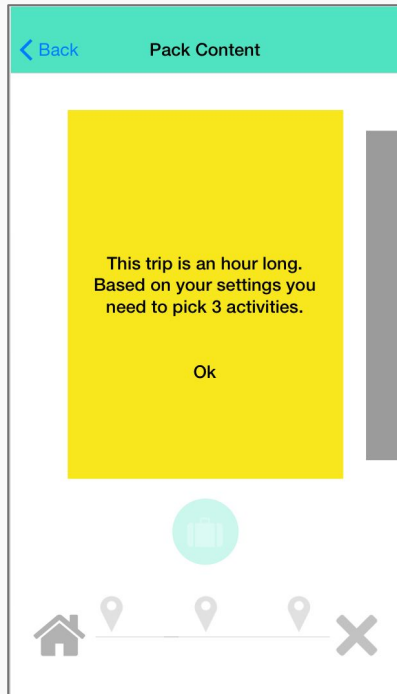 Back
Pack Content
This trip is an hour long.
Based on your settings you
need to pick 3 activities.
Ok